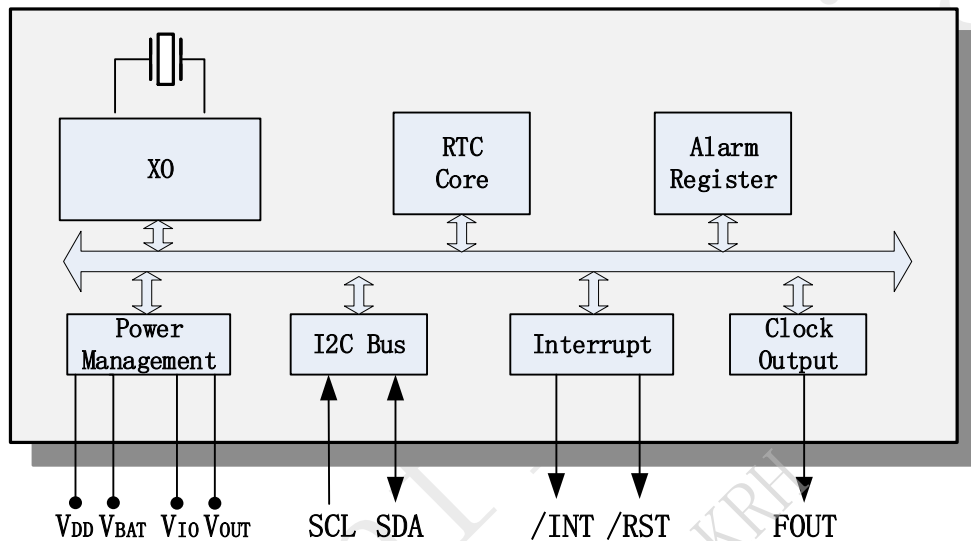 XO
RTC
Core
Alarm
Register
Power
Management
I2C Bus
Interrupt
Clock
Output
VDD VBAT VIO VOUT SCL SDA /INT /RST FOUT
KRH